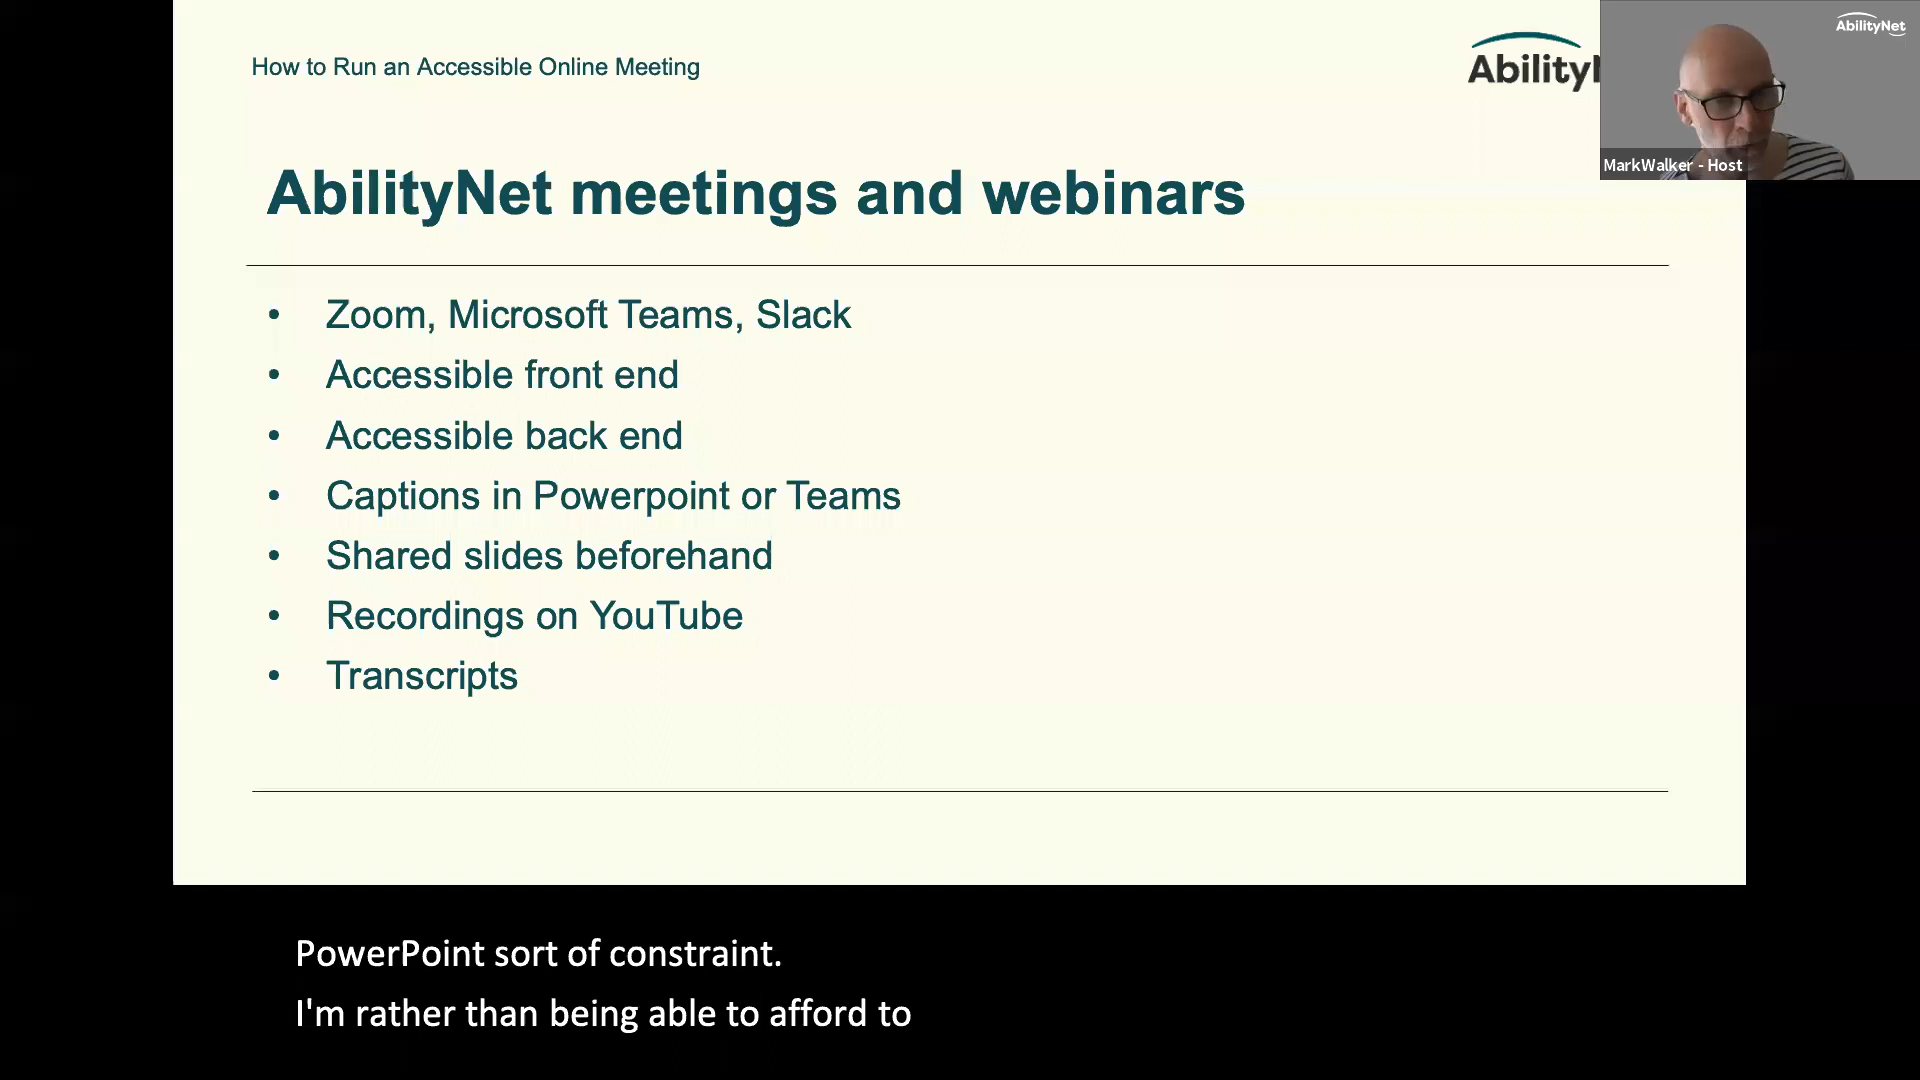 How to Run an Accessible Online Meeting
AbilityN
AbilityNet
MarkWalker - Host
AbilityNet meetings and webinars
• Zoom, Microsoft Teams, Slack
• Accessible front end
• Accessible back end
• Captions in Powerpoint or Teams
• Shared slides beforehand
• Recordings on YouTube
• Transcripts
PowerPoint sort of constraint.
I'm rather than being able to afford to